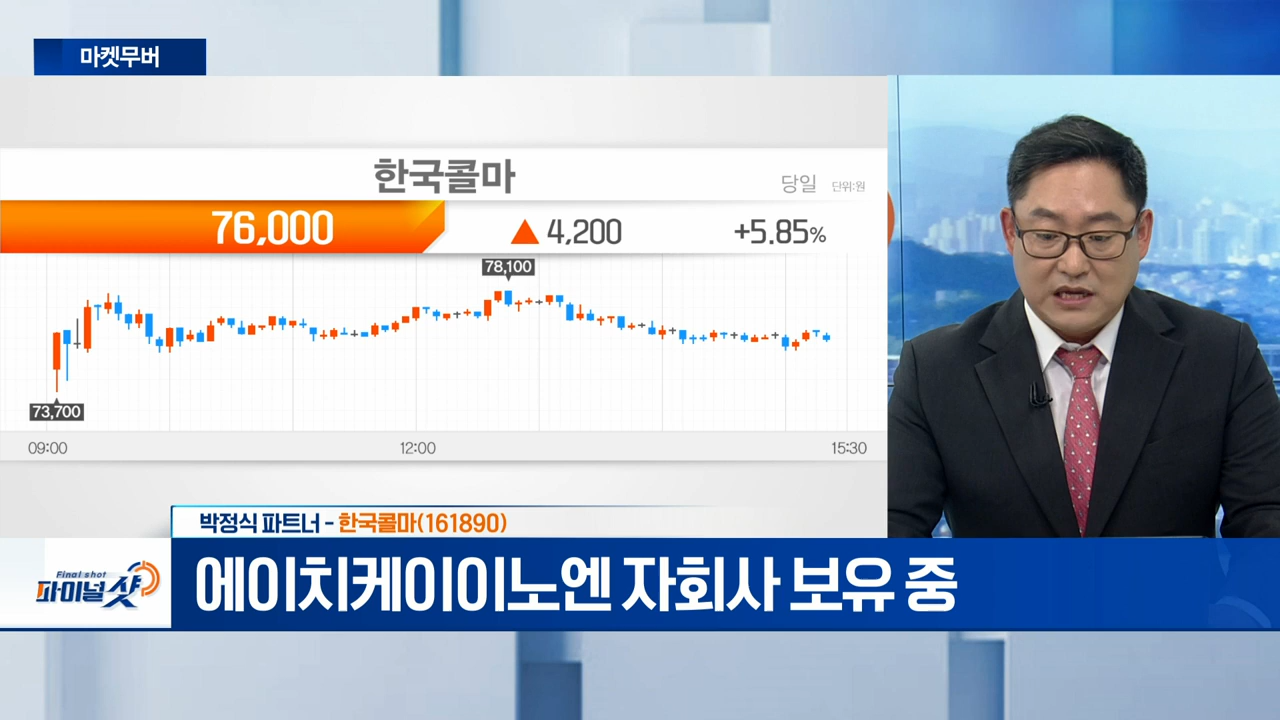 마켓무버
한국콜마
당일 단위:원
76,000 ▲ 4,200 +5.85%
78,100
73,700
09:00 12:00 15:30
박정식 파트너 - 한국콜마(161890)
Final shot
파이널샷
에이치케이이노엔 자회사 보유 중